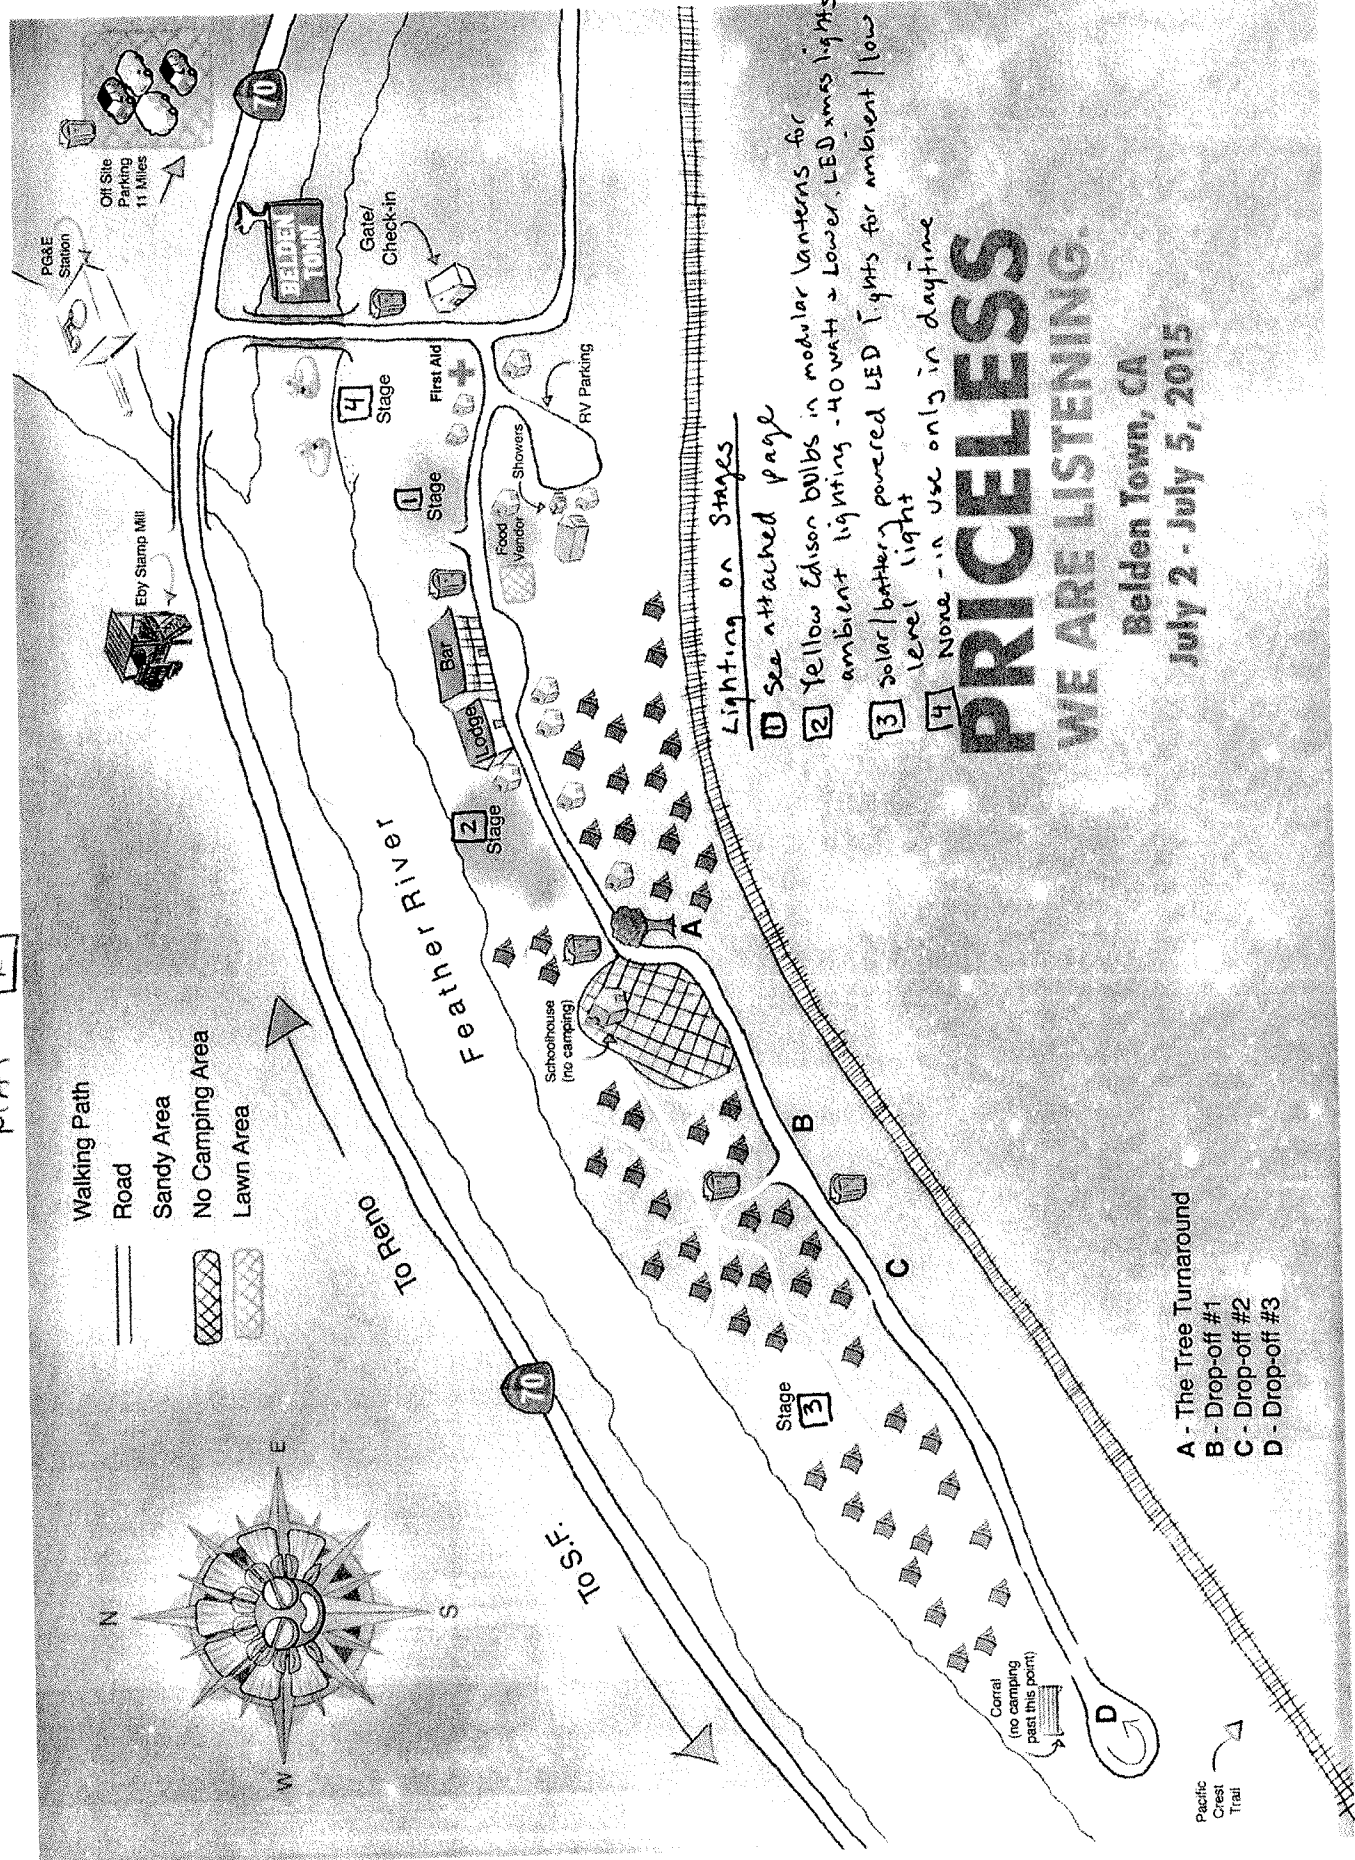 Walking Path
Road
Sandy Area
No Camping Area
Lawn Area
N
E
S
W
To Reno
To S.F.
70
70
Feather River
Eby Stamp Mill
PG&E
Station
Off Site
Parking
11 Miles
BELDEN
TOWN
Gate/
Check-in
4
Stage
First Aid
1
Stage
RV Parking
Showers
Food
Vendor
Bar
Lodge
2
Stage
Schoolhouse
(no camping)
A
B
C
D
Stage
3
Corral
(no camping
past this point)
Pacific
Crest
Trail
A - The Tree Turnaround
B - Drop-off #1
C - Drop-off #2
D - Drop-off #3
Lighting on Stages
1 See attached page
2 Yellow Edison bulbs in modular lanterns for
ambient lighting - 40 watt & Lower, LED xmas lights
3 Solar/battery powered LED lights for ambient/low
level light
4 None - in use only in daytime
PRICELESS
WE ARE LISTENING.
Belden Town, CA
July 2 - July 5, 2015